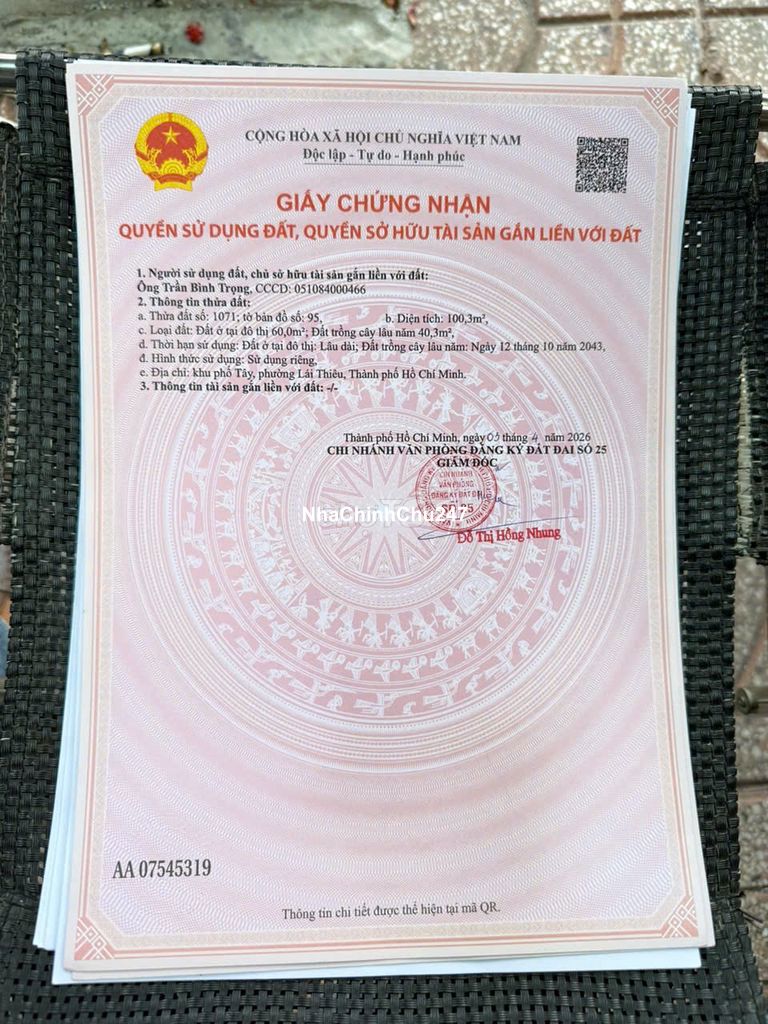 CỘNG HÒA XÃ HỘI CHỦ NGHĨA VIỆT NAM
Độc lập - Tự do - Hạnh phúc
GIẤY CHỨNG NHẬN
QUYỀN SỬ DỤNG ĐẤT, QUYỀN SỞ HỮU TÀI SẢN GẮN LIỀN VỚI ĐẤT
1. Người sử dụng đất, chủ sở hữu tài sản gắn liền với đất:
Ông Trần Bình Trọng, CCCD: 051084000466
2. Thông tin thửa đất:
a. Thửa đất số: 1071; tờ bản đồ số: 95, b. Diện tích: 100,3m²,
c. Loại đất: Đất ở tại đô thị 60,0m²; Đất trồng cây lâu năm 40,3m²,
d. Thời hạn sử dụng: Đất ở tại đô thị: Lâu dài; Đất trồng cây lâu năm: Ngày 12 tháng 10 năm 2043,
đ. Hình thức sử dụng: Sử dụng riêng,
e. Địa chỉ: khu phố Tây, phường Lái Thiêu, Thành phố Hồ Chí Minh.
3. Thông tin tài sản gắn liền với đất: -/-
Thành phố Hồ Chí Minh, ngày 09 tháng 4 năm 2026
CHI NHÁNH VĂN PHÒNG ĐĂNG KÝ ĐẤT ĐAI SỐ 25
GIÁM ĐỐC
CHI NHÁNH
VĂN PHÒNG
ĐĂNG KÝ ĐẤT ĐAI
NhaChinhChu247
Đỗ Thị Hồng Nhung
AA 07545319
Thông tin chi tiết được thể hiện tại mã QR.